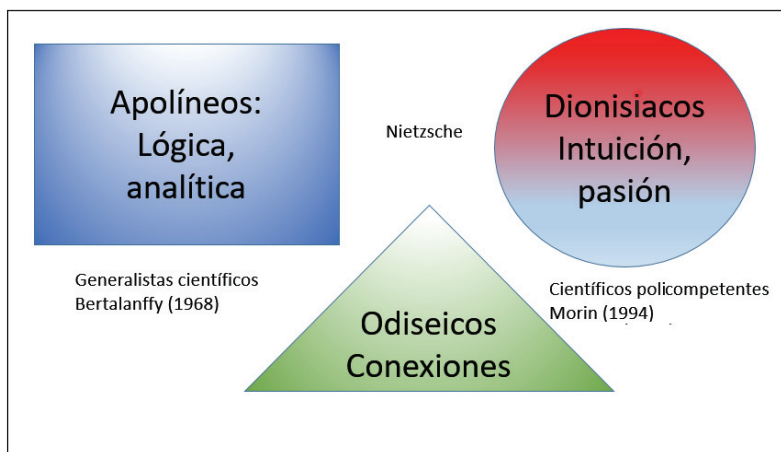 Apolíneos:
Lógica,
analítica
Nietzsche
Dionisiacos
Intuición,
pasión
Generalistas científicos
Bertalanffy (1968)
Odiseicos
Conexiones
Científicos policompetentes
Morin (1994)